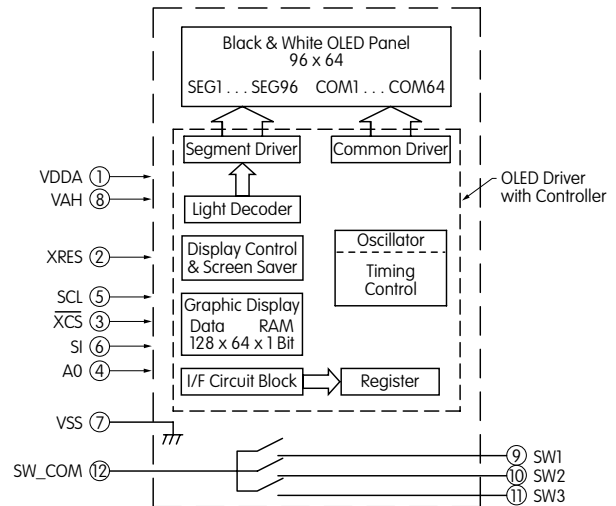 Black & White OLED Panel
96 x 64
SEG1 . . . SEG96 COM1 . . . COM64
Segment Driver
Common Driver
VDDA 1
VAH 8
OLED Driver
with Controller
Light Decoder
Oscillator
Timing
Control
XRES 2
Display Control
& Screen Saver
SCL 5
XCS 3
SI 6
A0 4
Graphic Display
Data RAM
128 x 64 x 1 Bit
I/F Circuit Block
Register
VSS 7
SW_COM 12
9 SW1
10 SW2
11 SW3